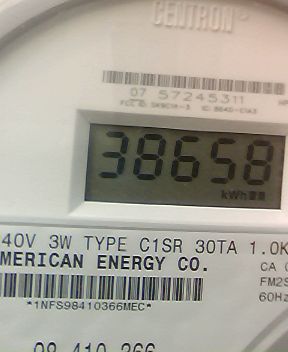 CENTRON
07 57245311
38658
kWh
40V 3W TYPE C1SR 30TA 1.0K
MERICAN ENERGY CO.
CA
FM2S
60Hz
*1NFS98410366MEC*